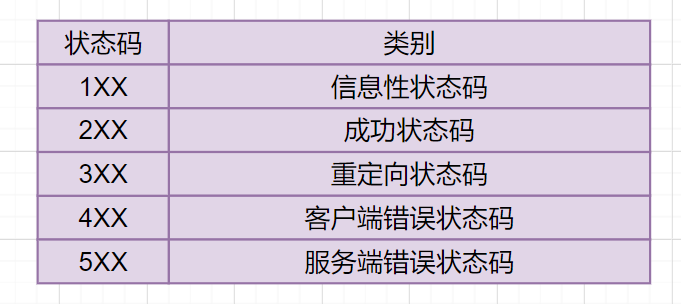 状态码 类别
1XX 信息性状态码
2XX 成功状态码
3XX 重定向状态码
4XX 客户端错误状态码
5XX 服务端错误状态码